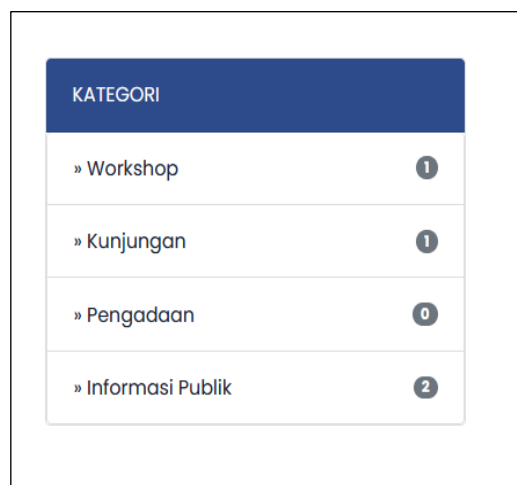 KATEGORI
» Workshop 1
» Kunjungan 1
» Pengadaan 0
» Informasi Publik 2